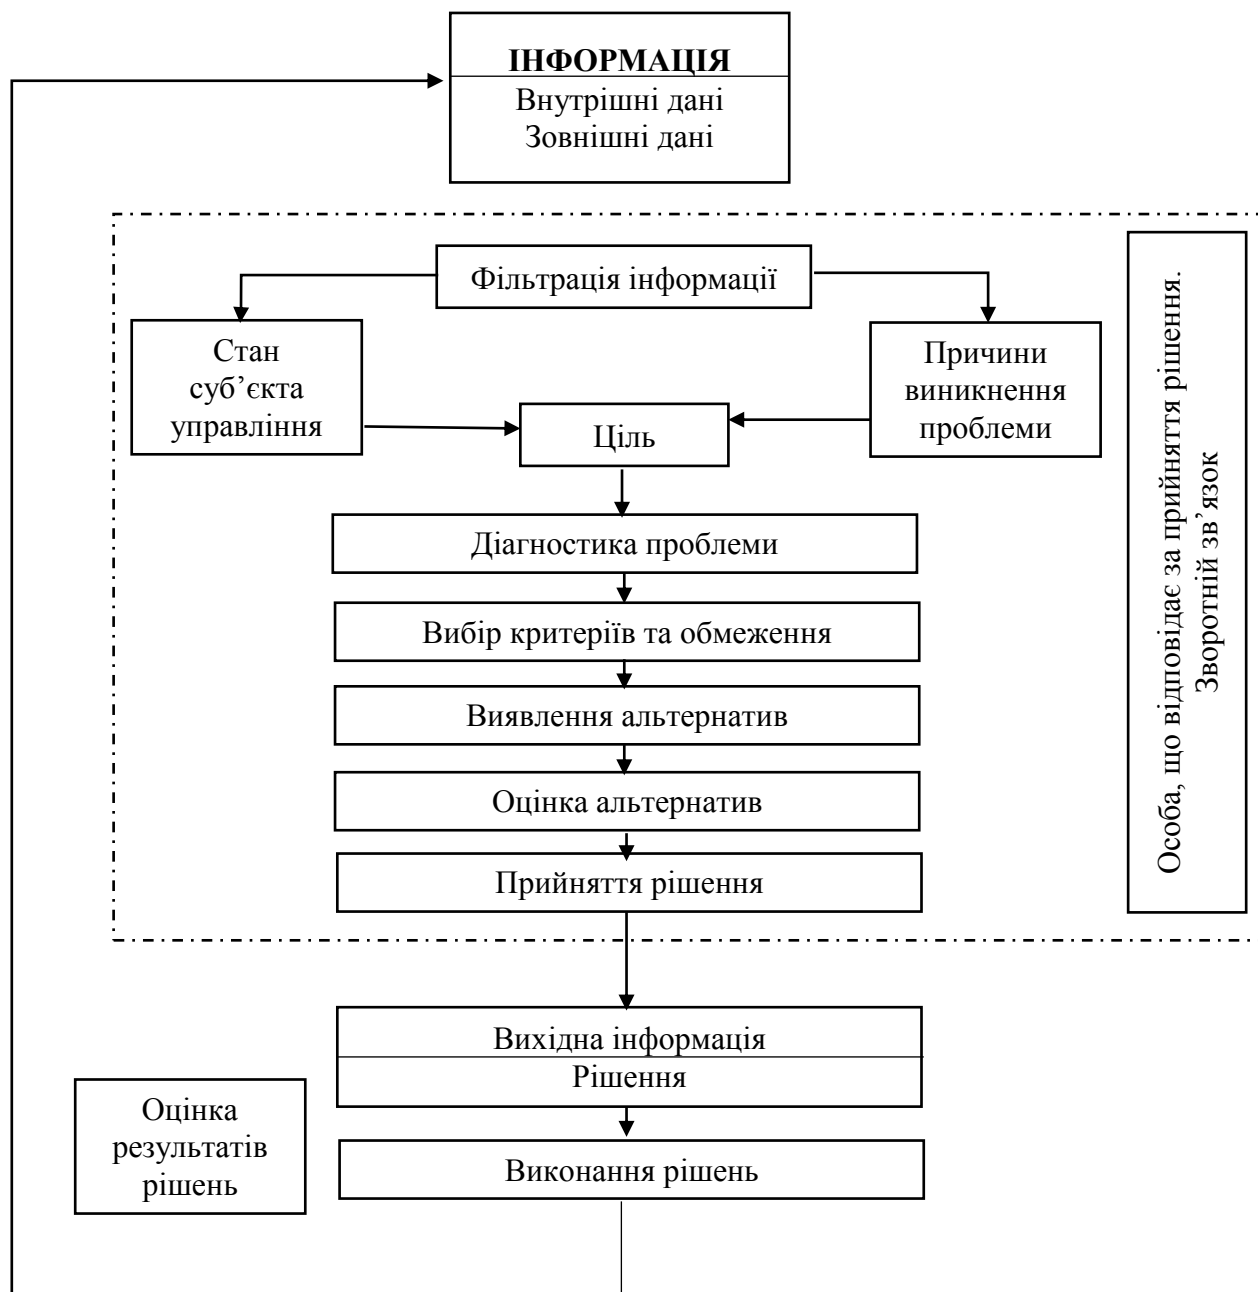 ІНФОРМАЦІЯ
Внутрішні дані
Зовнішні дані
Фільтрація інформації
Стан
суб’єкта
управління
Причини
виникнення
проблеми
Ціль
Діагностика проблеми
Вибір критеріїв та обмеження
Виявлення альтернатив
Оцінка альтернатив
Прийняття рішення
Особа, що відповідає за прийняття рішення.
Зворотній зв’язок
Вихідна інформація
Рішення
Оцінка
результатів
рішень
Виконання рішень